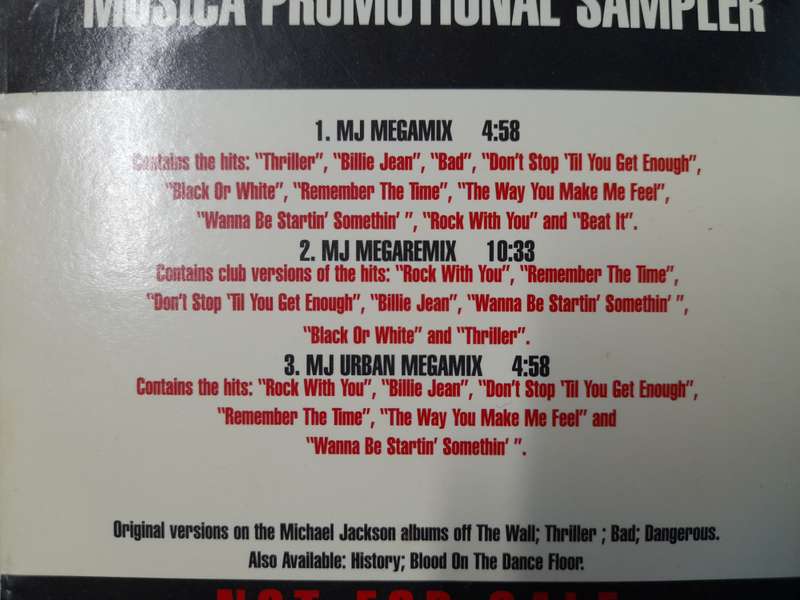 MUSICA PROMOTIONAL SAMPLER
1. MJ MEGAMIX 4:58
Contains the hits: "Thriller", "Billie Jean", "Bad", "Don't Stop 'Til You Get Enough",
"Black Or White", "Remember The Time", "The Way You Make Me Feel",
"Wanna Be Startin' Somethin' ", "Rock With You" and "Beat It".
2. MJ MEGAREMIX 10:33
Contains club versions of the hits: "Rock With You", "Remember The Time",
"Don't Stop 'Til You Get Enough", "Billie Jean", "Wanna Be Startin' Somethin' ",
"Black Or White" and "Thriller".
3. MJ URBAN MEGAMIX 4:58
Contains the hits: "Rock With You", "Billie Jean", "Don't Stop 'Til You Get Enough",
"Remember The Time", "The Way You Make Me Feel" and
"Wanna Be Startin' Somethin' ".
Original versions on the Michael Jackson albums off The Wall; Thriller ; Bad; Dangerous.
Also Available: History; Blood On The Dance Floor.
NOT FOR SALE